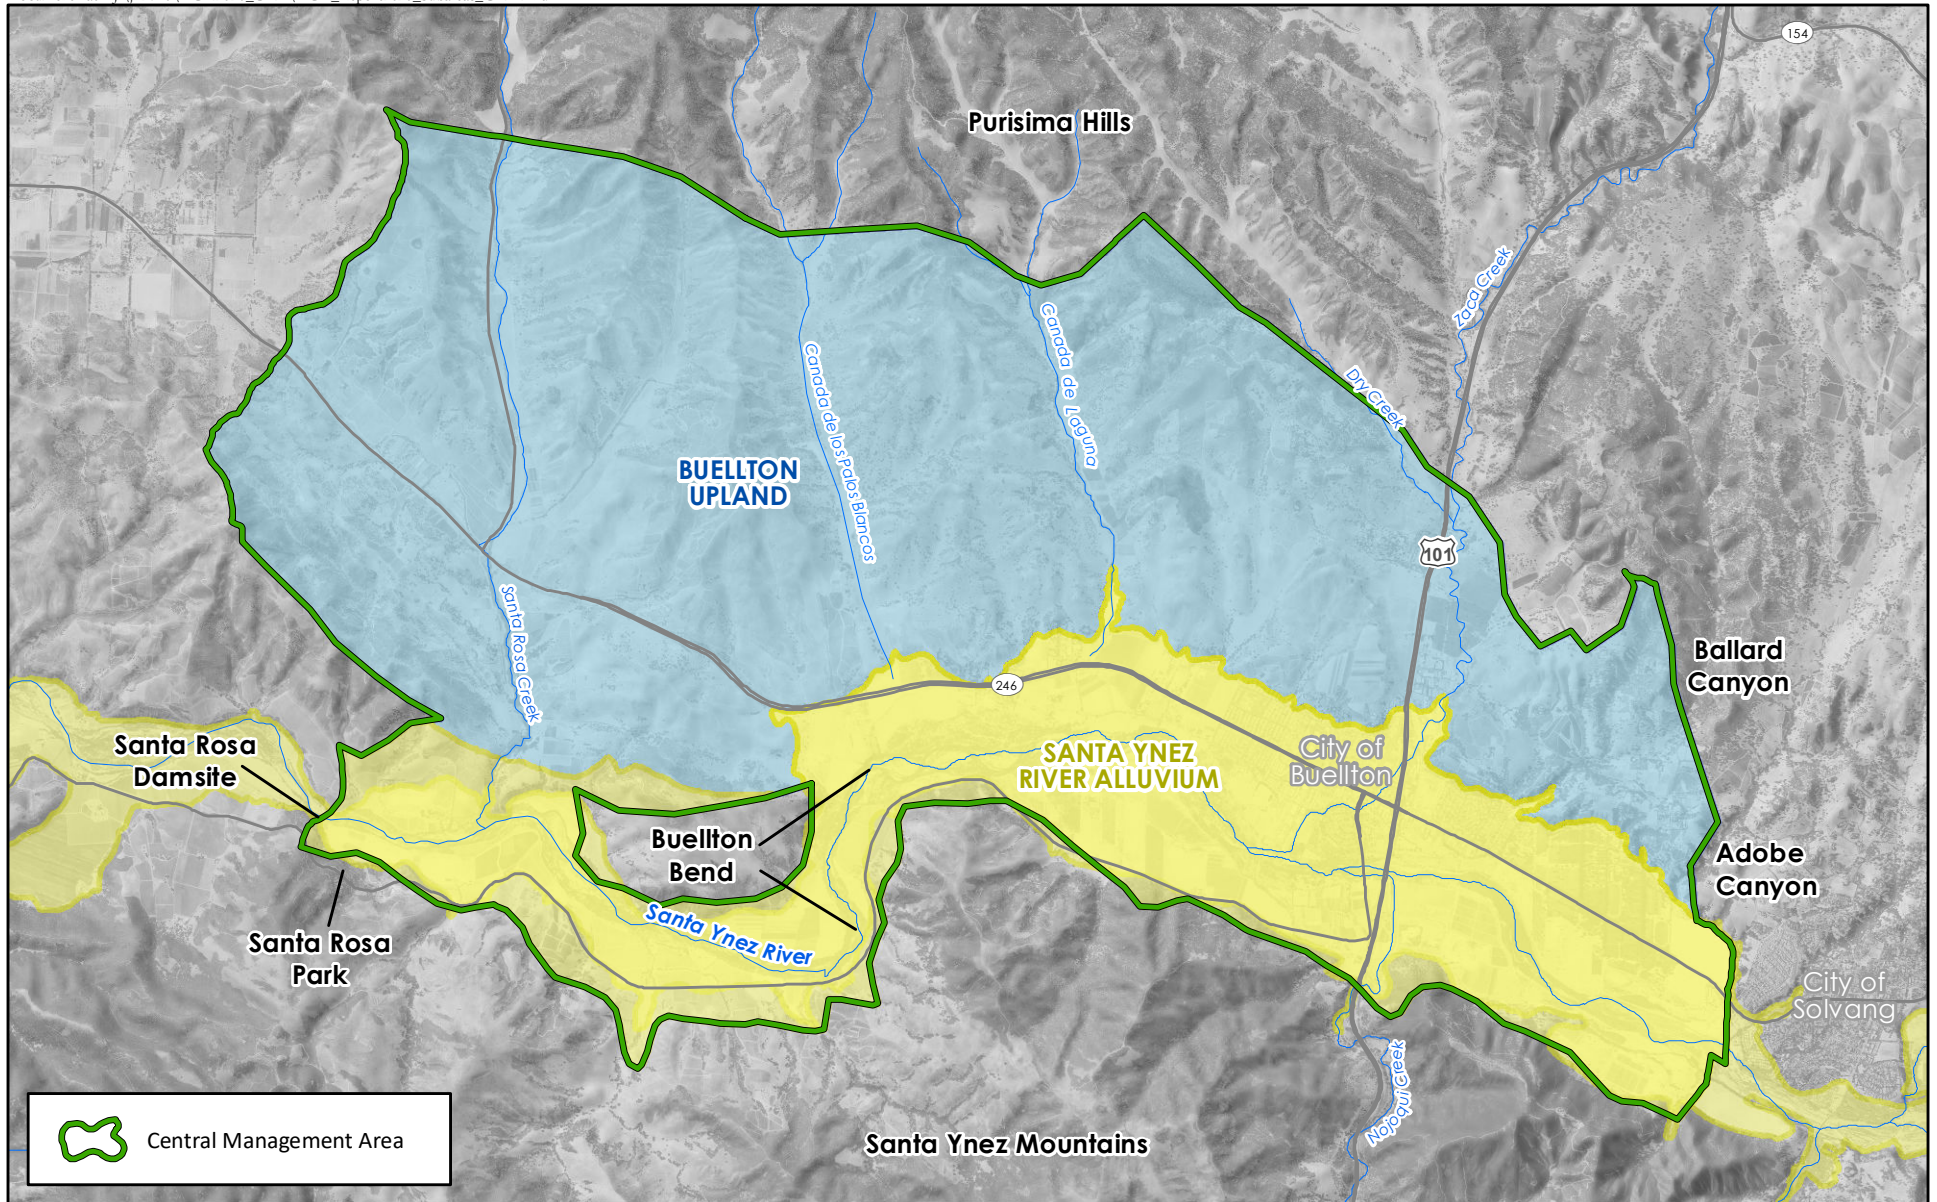 154
Purisima Hills
Zaca Creek
Canada de Laguna
Canada de los Palos Blancos
Dry Creek
BUELLTON
UPLAND
101
Santa Rosa Creek
Ballard
Canyon
246
Santa Rosa
Damsite
SANTA YNEZ
RIVER ALLUVIUM
City of
Buellton
Buellton
Bend
Adobe
Canyon
Santa Ynez River
Santa Rosa
Park
City of
Solvang
Nojoqui Creek
Central Management Area
Santa Ynez Mountains